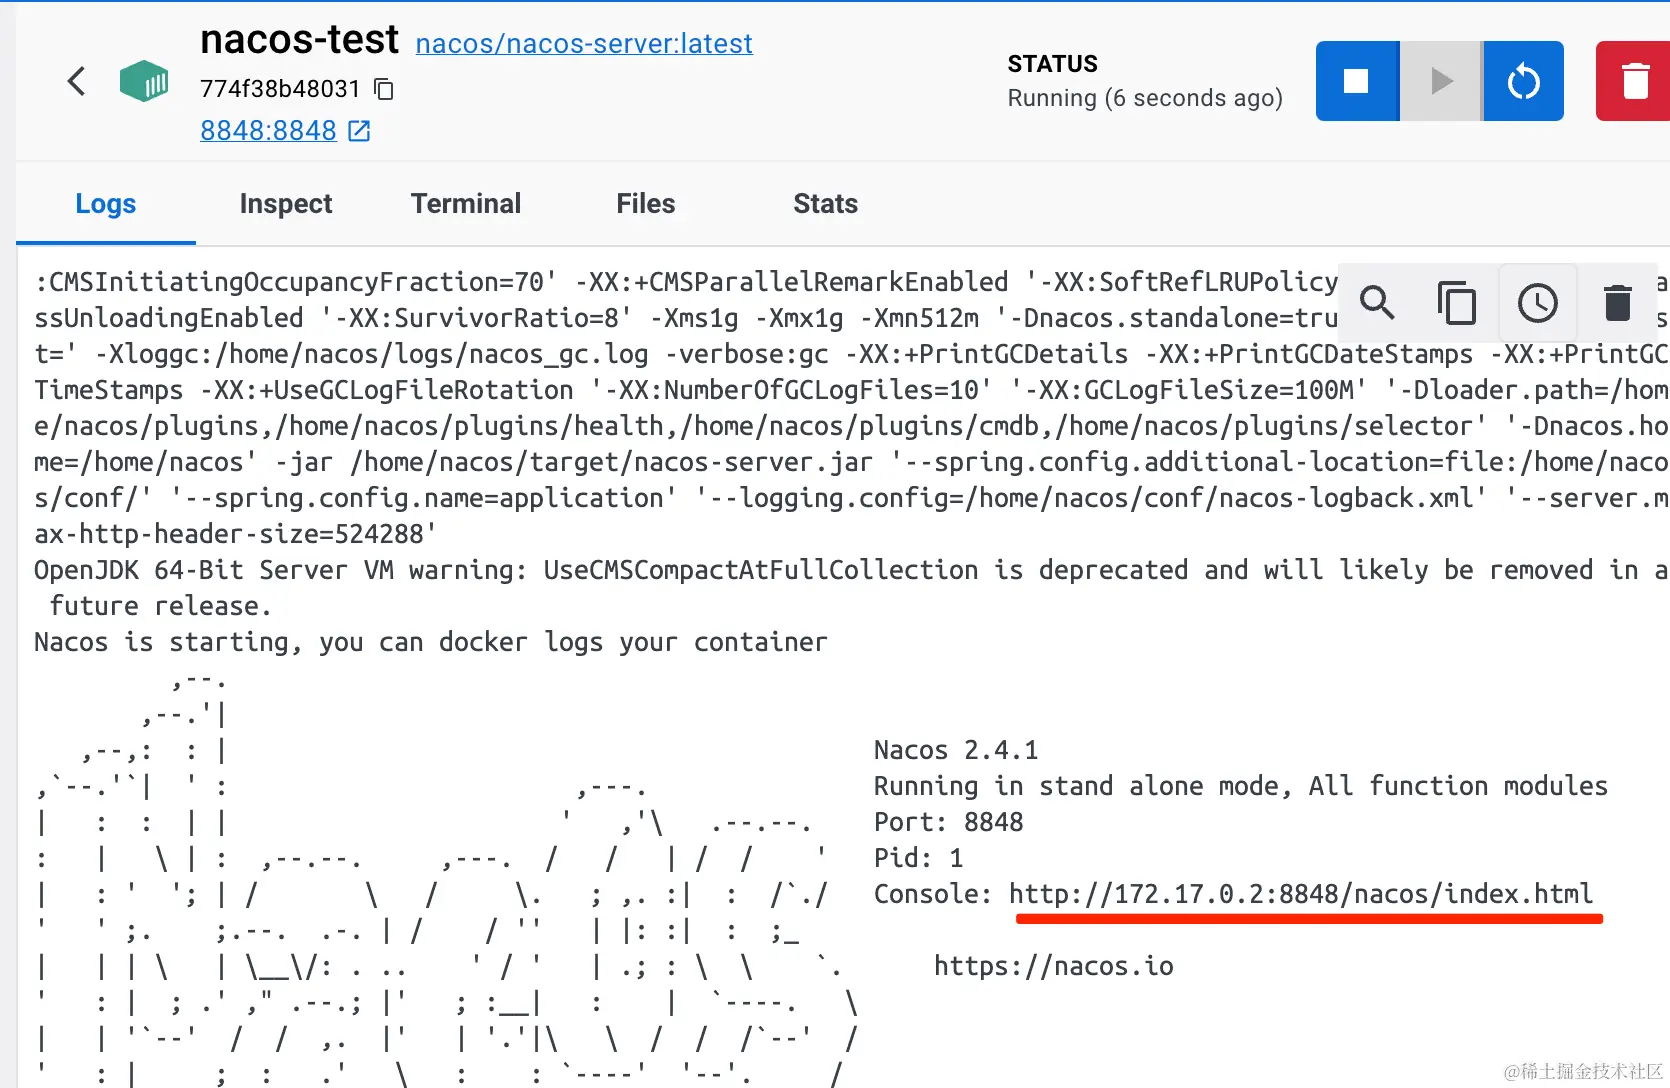 nacos-test nacos/nacos-server:latest
774f38b48031
8848:8848
STATUS
Running (6 seconds ago)
Logs Inspect Terminal Files Stats
:CMSInitiatingOccupancyFraction=70' -XX:+CMSParallelRemarkEnabled '-XX:SoftRefLRUPolicy
ssUnloadingEnabled '-XX:SurvivorRatio=8' -Xms1g -Xmx1g -Xmn512m '-Dnacos.standalone=tru
t=' -Xloggc:/home/nacos/logs/nacos_gc.log -verbose:gc -XX:+PrintGCDetails -XX:+PrintGCDateStamps -XX:+PrintGC
TimeStamps -XX:+UseGCLogFileRotation '-XX:NumberOfGCLogFiles=10' '-XX:GCLogFileSize=100M' '-Dloader.path=/hom
e/nacos/plugins,/home/nacos/plugins/health,/home/nacos/plugins/cmdb,/home/nacos/plugins/selector' '-Dnacos.ho
me=/home/nacos' -jar /home/nacos/target/nacos-server.jar '--spring.config.additional-location=file:/home/naco
s/conf/' '--spring.config.name=application' '--logging.config=/home/nacos/conf/nacos-logback.xml' '--server.m
ax-http-header-size=524288'
OpenJDK 64-Bit Server VM warning: UseCMSCompactAtFullCollection is deprecated and will likely be removed in a
future release.
Nacos is starting, you can docker logs your container
Nacos 2.4.1
Running in stand alone mode, All function modules
Port: 8848
Pid: 1
Console: http://172.17.0.2:8848/nacos/index.html
https://nacos.io
@稀土掘金技术社区